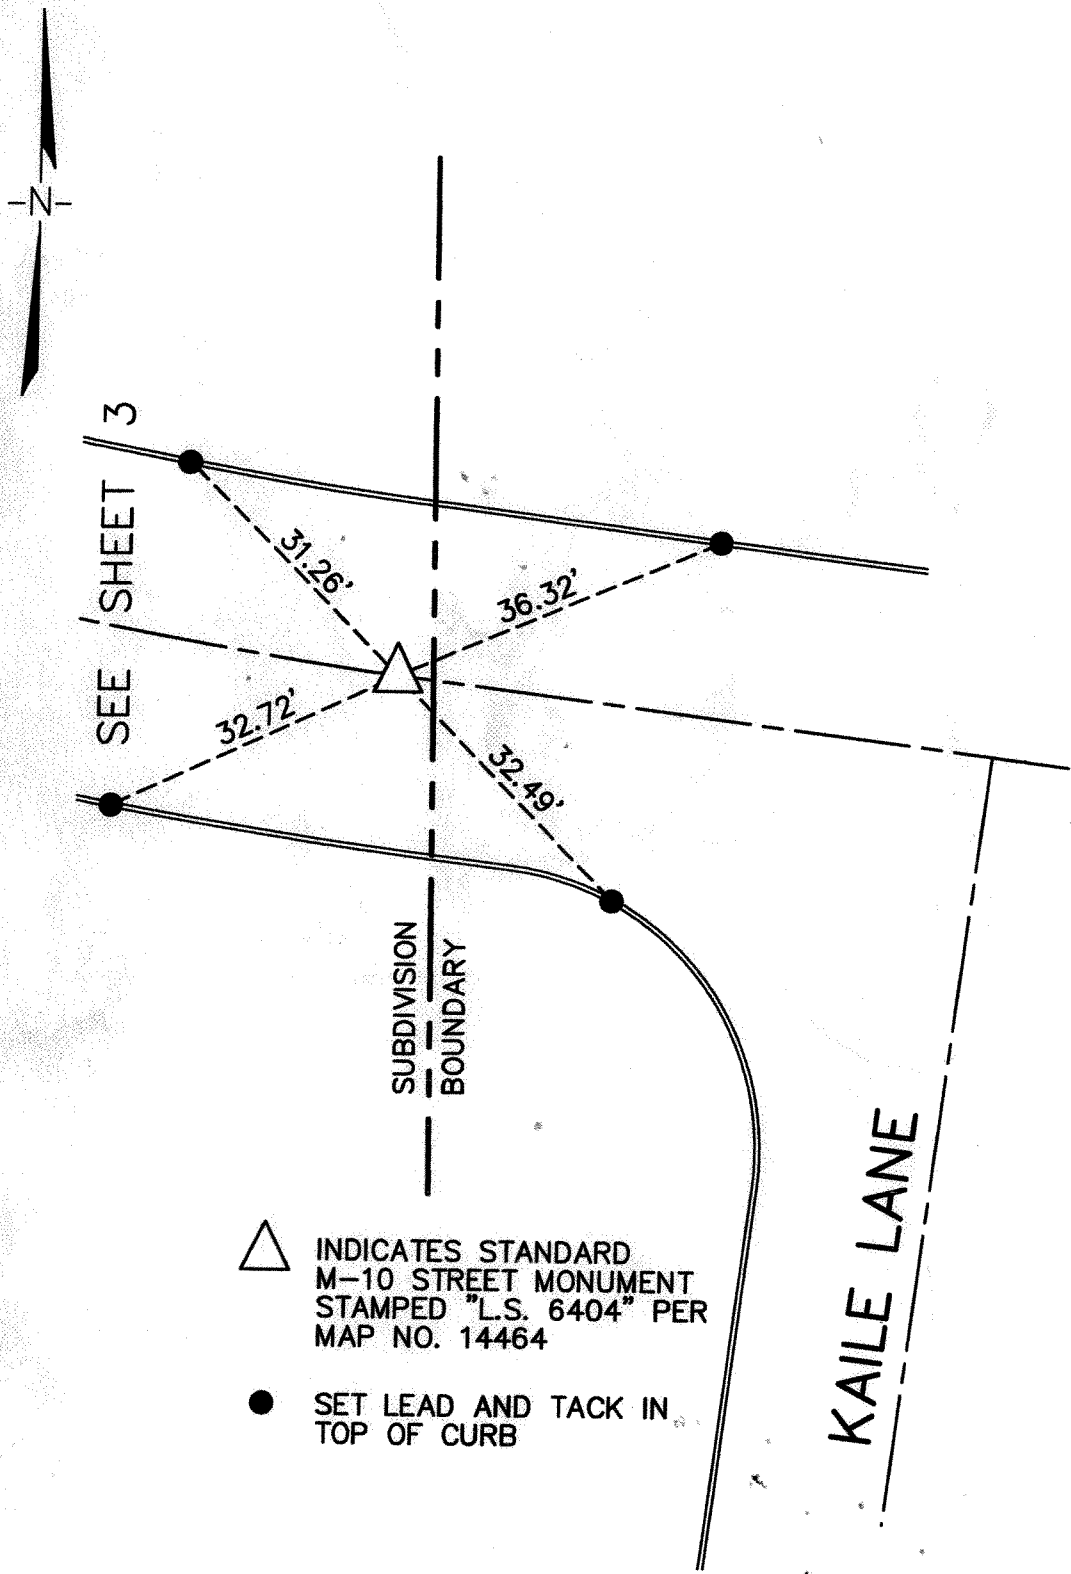 -N-
SEE SHEET 3
31.26'
36.32'
32.72'
32.49'
SUBDIVISION
BOUNDARY
KAILE LANE
INDICATES STANDARD
M-10 STREET MONUMENT
STAMPED "L.S. 6404" PER
MAP NO. 14464
SET LEAD AND TACK IN
TOP OF CURB